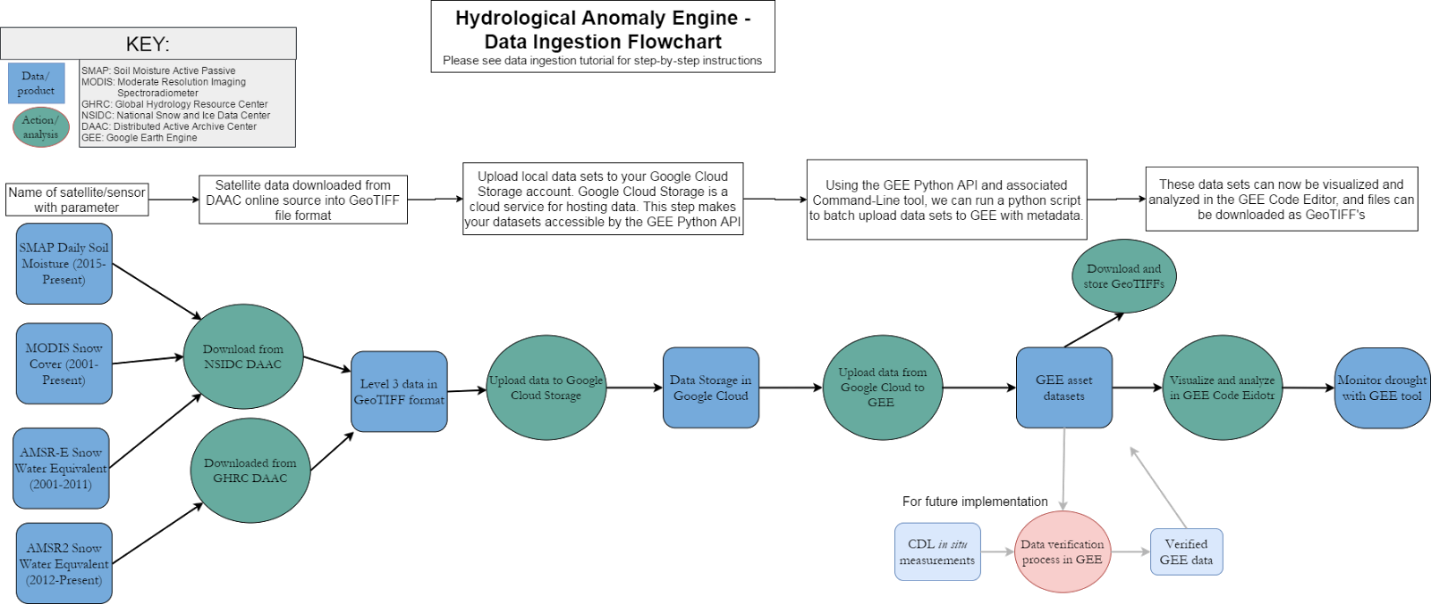 Hydrological Anomaly Engine -
Data Ingestion Flowchart
Please see data ingestion tutorial for step-by-step instructions
KEY:
Data/
product
Action/
analysis
SMAP: Soil Moisture Active Passive
MODIS: Moderate Resolution Imaging
Spectroradiometer
GHRC: Global Hydrology Resource Center
NSIDC: National Snow and Ice Data Center
DAAC: Distributed Active Archive Center
GEE: Google Earth Engine
Name of satellite/sensor
with parameter
Satellite data downloaded from
DAAC online source into GeoTIFF
file format
Upload local data sets to your Google Cloud
Storage account. Google Cloud Storage is a
cloud service for hosting data. This step makes
your datasets accessible by the GEE Python API
Using the GEE Python API and associated
Command-Line tool, we can run a python script
to batch upload data sets to GEE with metadata.
These data sets can now be visualized and
analyzed in the GEE Code Editor, and files can
be downloaded as GeoTIFF's
SMAP Daily Soil
Moisture (2015-
Present)
MODIS Snow
Cover (2001-
Present)
AMSR-E Snow
Water Equivalent
(2001-2011)
AMSR2 Snow
Water Equvalent
(2012-Present)
Download from
NSIDC DAAC
Downloaded from
GHRC DAAC
Level 3 data in
GeoTIFF format
Upload data to Google
Cloud Storage
Data Storage in
Google Cloud
Upload data from
Google Cloud to
GEE
GEE asset
datasets
Download and
store GeoTIFFs
Visualize and analyze
in GEE Code Eidotr
Monitor drought
with GEE tool
For future implementation
CDL in situ
measurements
Data verification
process in GEE
Verified
GEE data